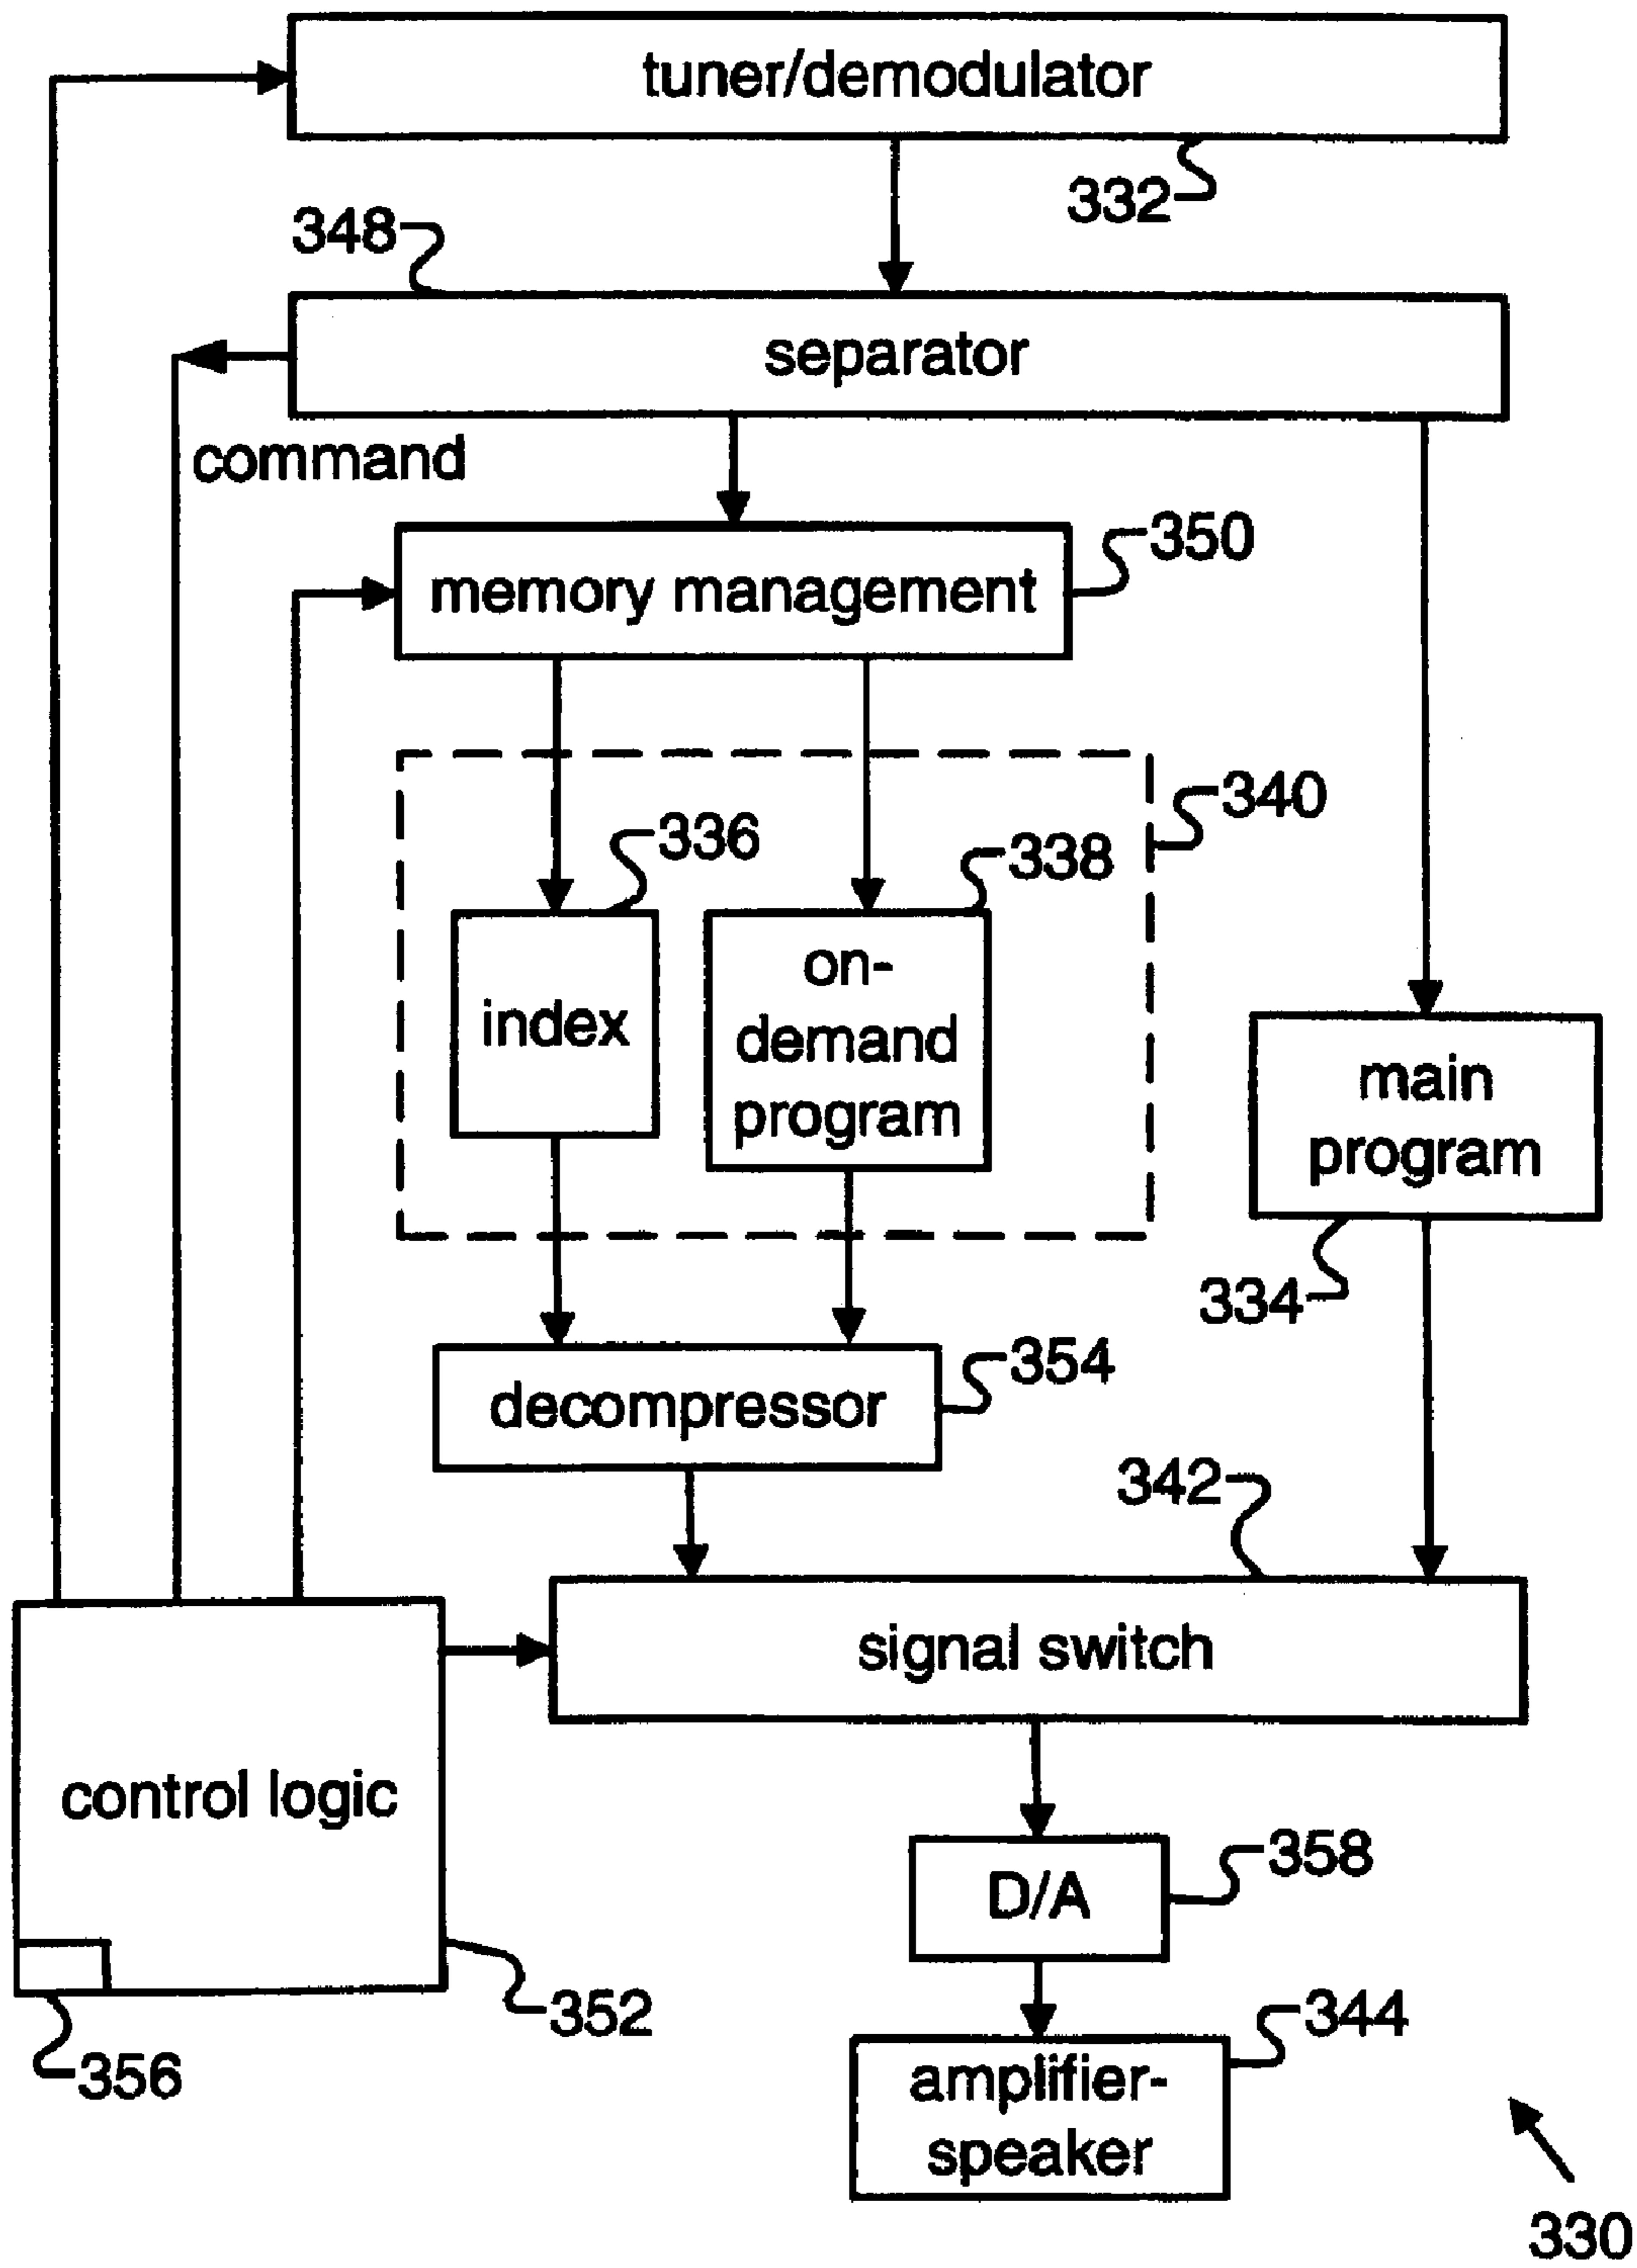 tuner/demodulator
332
348
separator
command
350
memory management
340
336
338
index
on-
demand
program
main
program
334
354
decompressor
342
signal switch
control logic
358
D/A
352
344
356
amplifier-
speaker
330